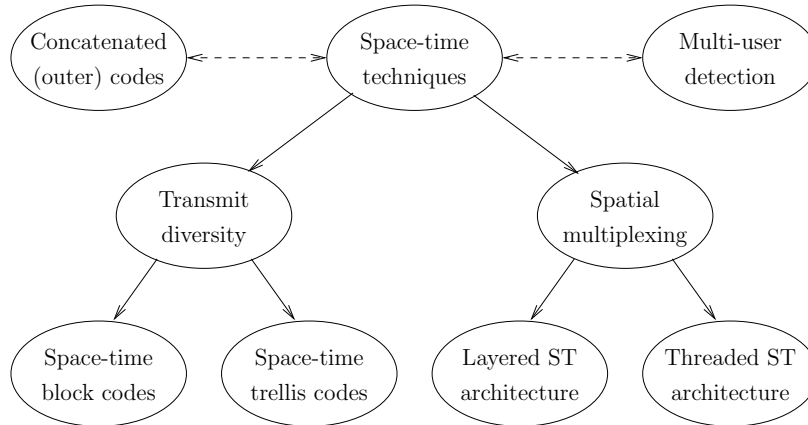 Concatenated
(outer) codes
Space-time
techniques
Multi-user
detection
Transmit
diversity
Spatial
multiplexing
Space-time
block codes
Space-time
trellis codes
Layered ST
architecture
Threaded ST
architecture